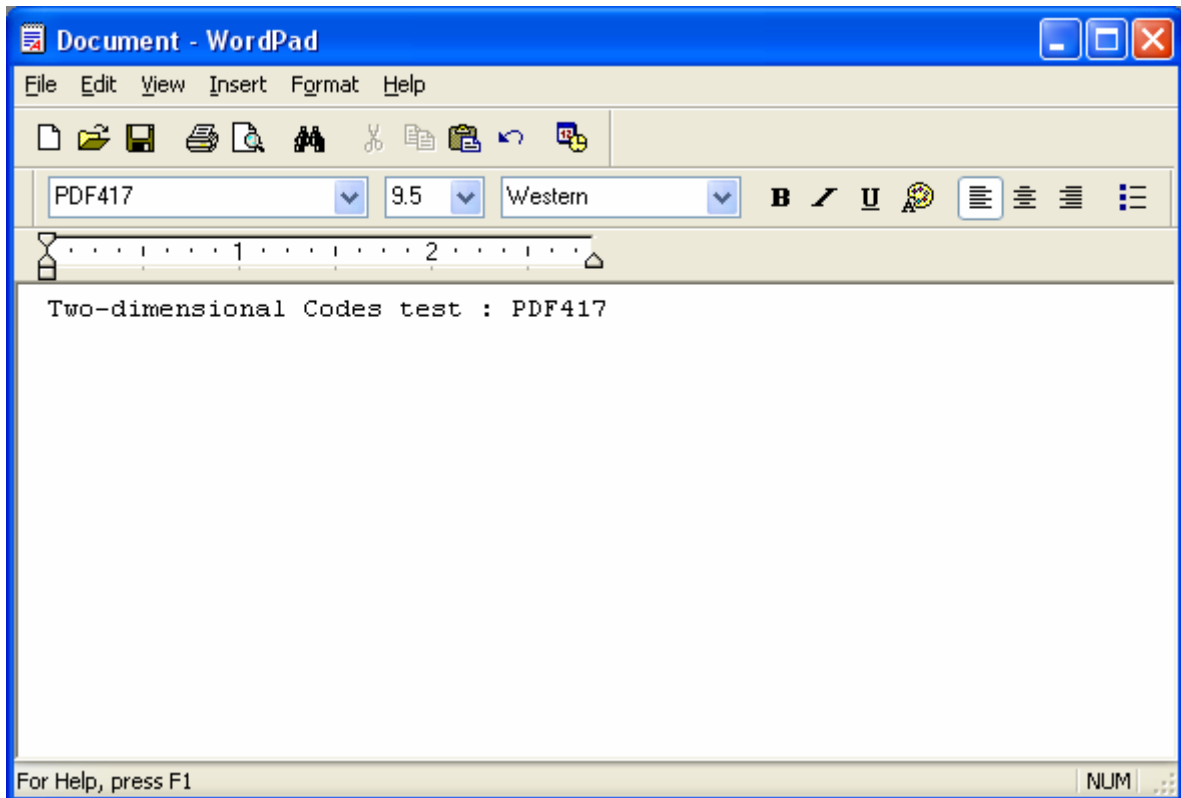 Document - WordPad
File Edit View Insert Format Help
PDF417 9.5 Western B / U
1 2
Two-dimensional Codes test : PDF417
For Help, press F1 NUM